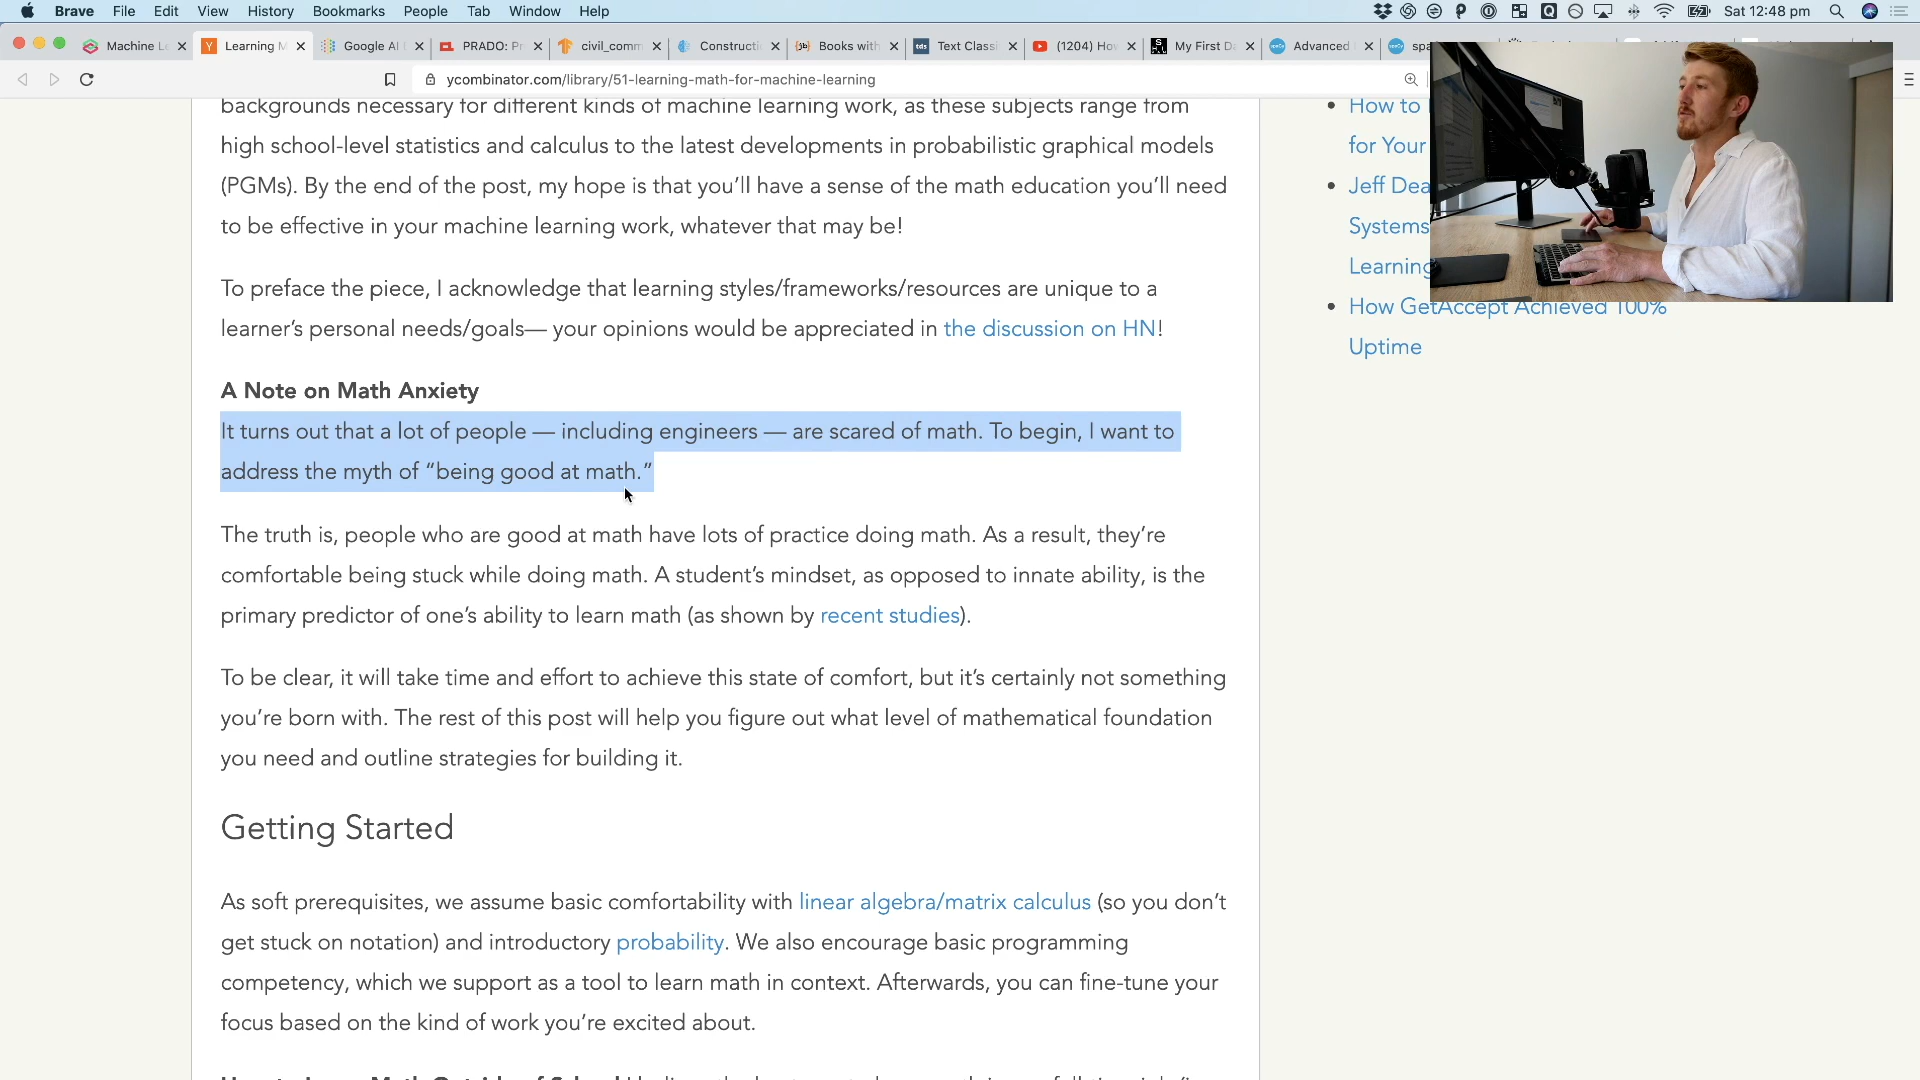 Brave File Edit View History Bookmarks People Tab Window Help
Sat 12:48 pm
Machine Le
Learning M
Google AI
PRADO: Pr
civil_comm
Constructi
Books with
Text Classi
(1204) How
My First D
Advanced
spa
ycombinator.com/library/51-learning-math-for-machine-learning
backgrounds necessary for different kinds of machine learning work, as these subjects range from
high school-level statistics and calculus to the latest developments in probabilistic graphical models
(PGMs). By the end of the post, my hope is that you’ll have a sense of the math education you’ll need
to be effective in your machine learning work, whatever that may be!
To preface the piece, I acknowledge that learning styles/frameworks/resources are unique to a
learner’s personal needs/goals— your opinions would be appreciated in the discussion on HN!
A Note on Math Anxiety
It turns out that a lot of people — including engineers — are scared of math. To begin, I want to
address the myth of “being good at math.”
The truth is, people who are good at math have lots of practice doing math. As a result, they’re
comfortable being stuck while doing math. A student’s mindset, as opposed to innate ability, is the
primary predictor of one’s ability to learn math (as shown by recent studies).
To be clear, it will take time and effort to achieve this state of comfort, but it’s certainly not something
you’re born with. The rest of this post will help you figure out what level of mathematical foundation
you need and outline strategies for building it.
Getting Started
As soft prerequisites, we assume basic comfortability with linear algebra/matrix calculus (so you don’t
get stuck on notation) and introductory probability. We also encourage basic programming
competency, which we support as a tool to learn math in context. Afterwards, you can fine-tune your
focus based on the kind of work you’re excited about.
How to
for Your
Jeff Dea
Systems
Learning
How GetAccept Achieved 100%
Uptime